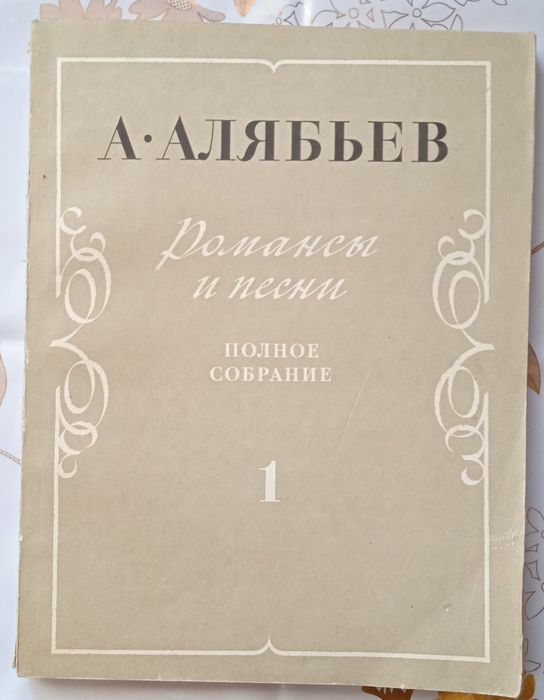 А·АЛЯБЬЕВ
Романсы
и песни
ПОЛНОЕ
СОБРАНИЕ
1